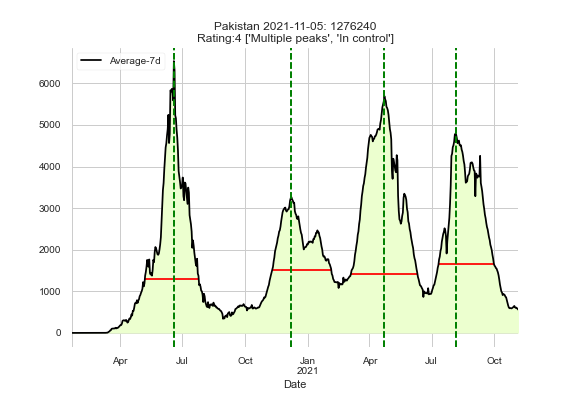 Pakistan 2021-11-05: 1276240
Rating:4 ['Multiple peaks', 'In control']
Average-7d
6000
5000
4000
3000
2000
1000
0
Apr Jul Oct Jan Apr Jul Oct
2021
Date